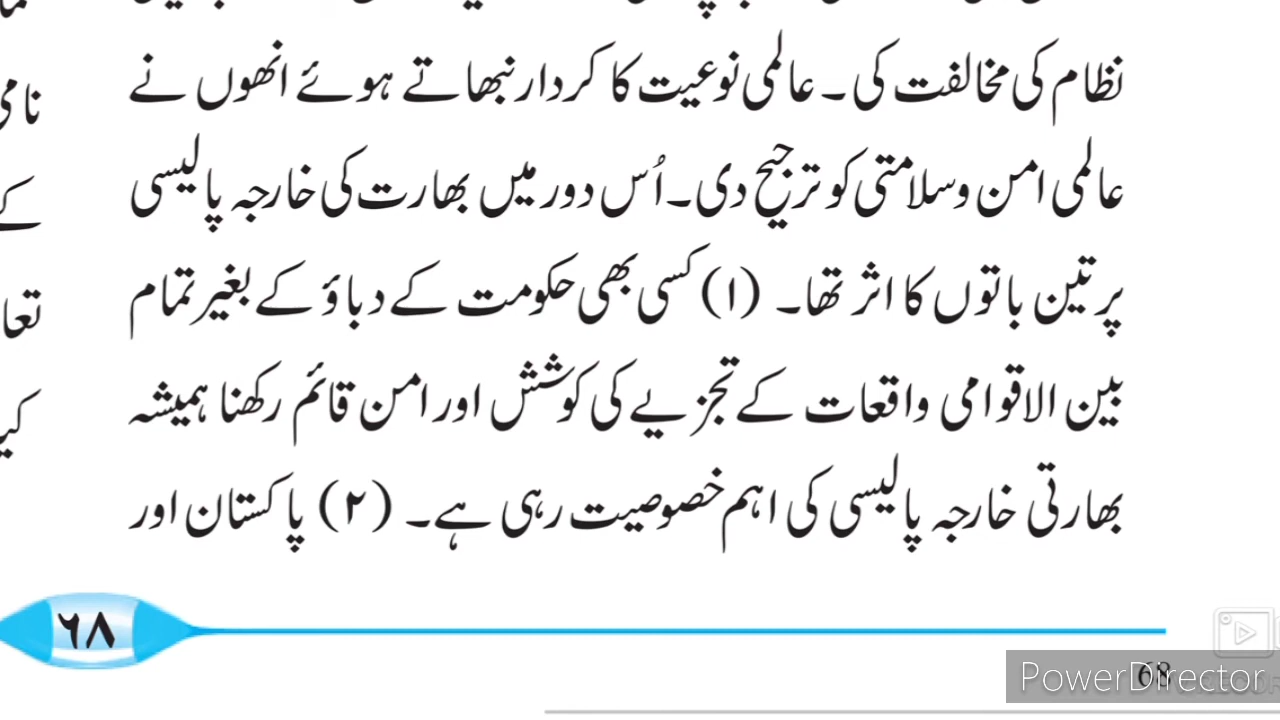 نظام کی مخالفت کی۔ عالمی نوعیت کا کردار نبھاتے ہوئے انھوں نے
عالمی امن وسلامتی کو ترجیح دی۔ اُس دور میں بھارت کی خارجہ پالیسی
پر تین باتوں کا اثر تھا۔ (۱) کسی بھی حکومت کے دباؤ کے بغیر تمام
بین الاقوامی واقعات کے تجزیے کی کوشش اور امن قائم رکھنا ہمیشہ
بھارتی خارجہ پالیسی کی اہم خصوصیت رہی ہے۔ (۲) پاکستان اور
۶۸
68
PowerDirector